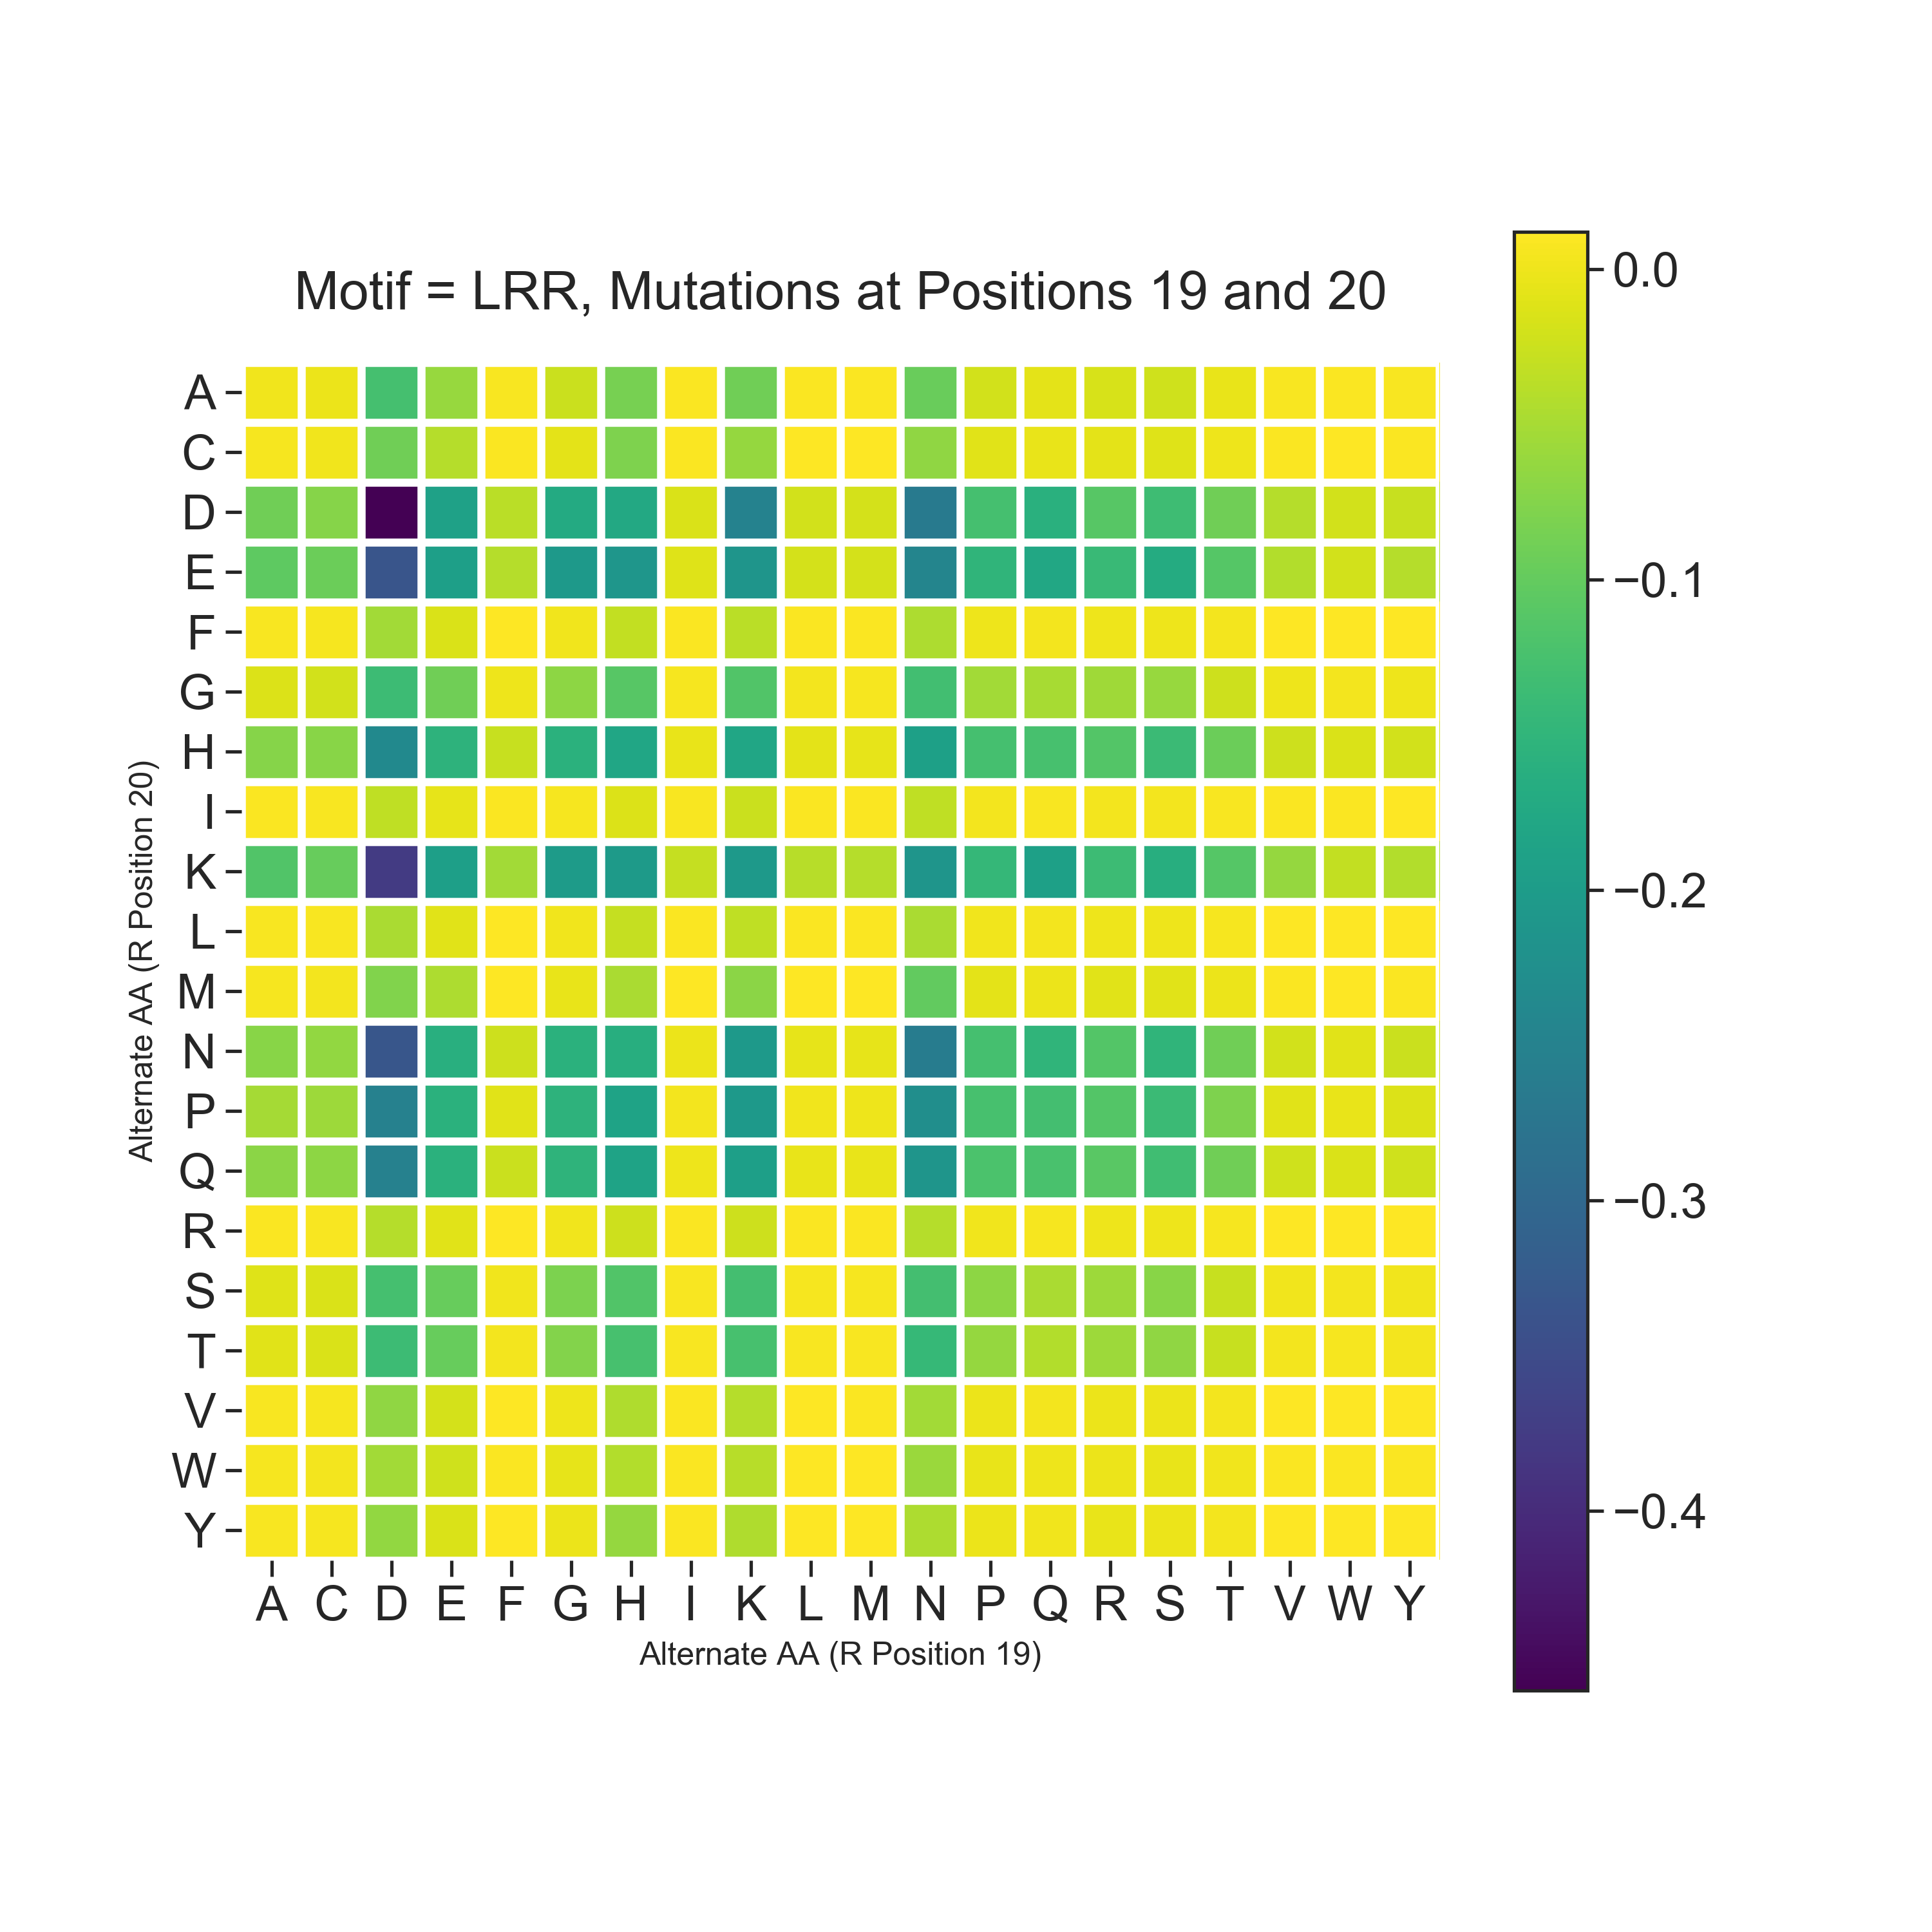 Motif = LRR, Mutations at Positions 19 and 20
0.0
−0.1
−0.2
−0.3
−0.4
Alternate AA (R Position 20)
A
C
D
E
F
G
H
I
K
L
M
N
P
Q
R
S
T
V
W
Y
A C D E F G H I K L M N P Q R S T V W Y
Alternate AA (R Position 19)